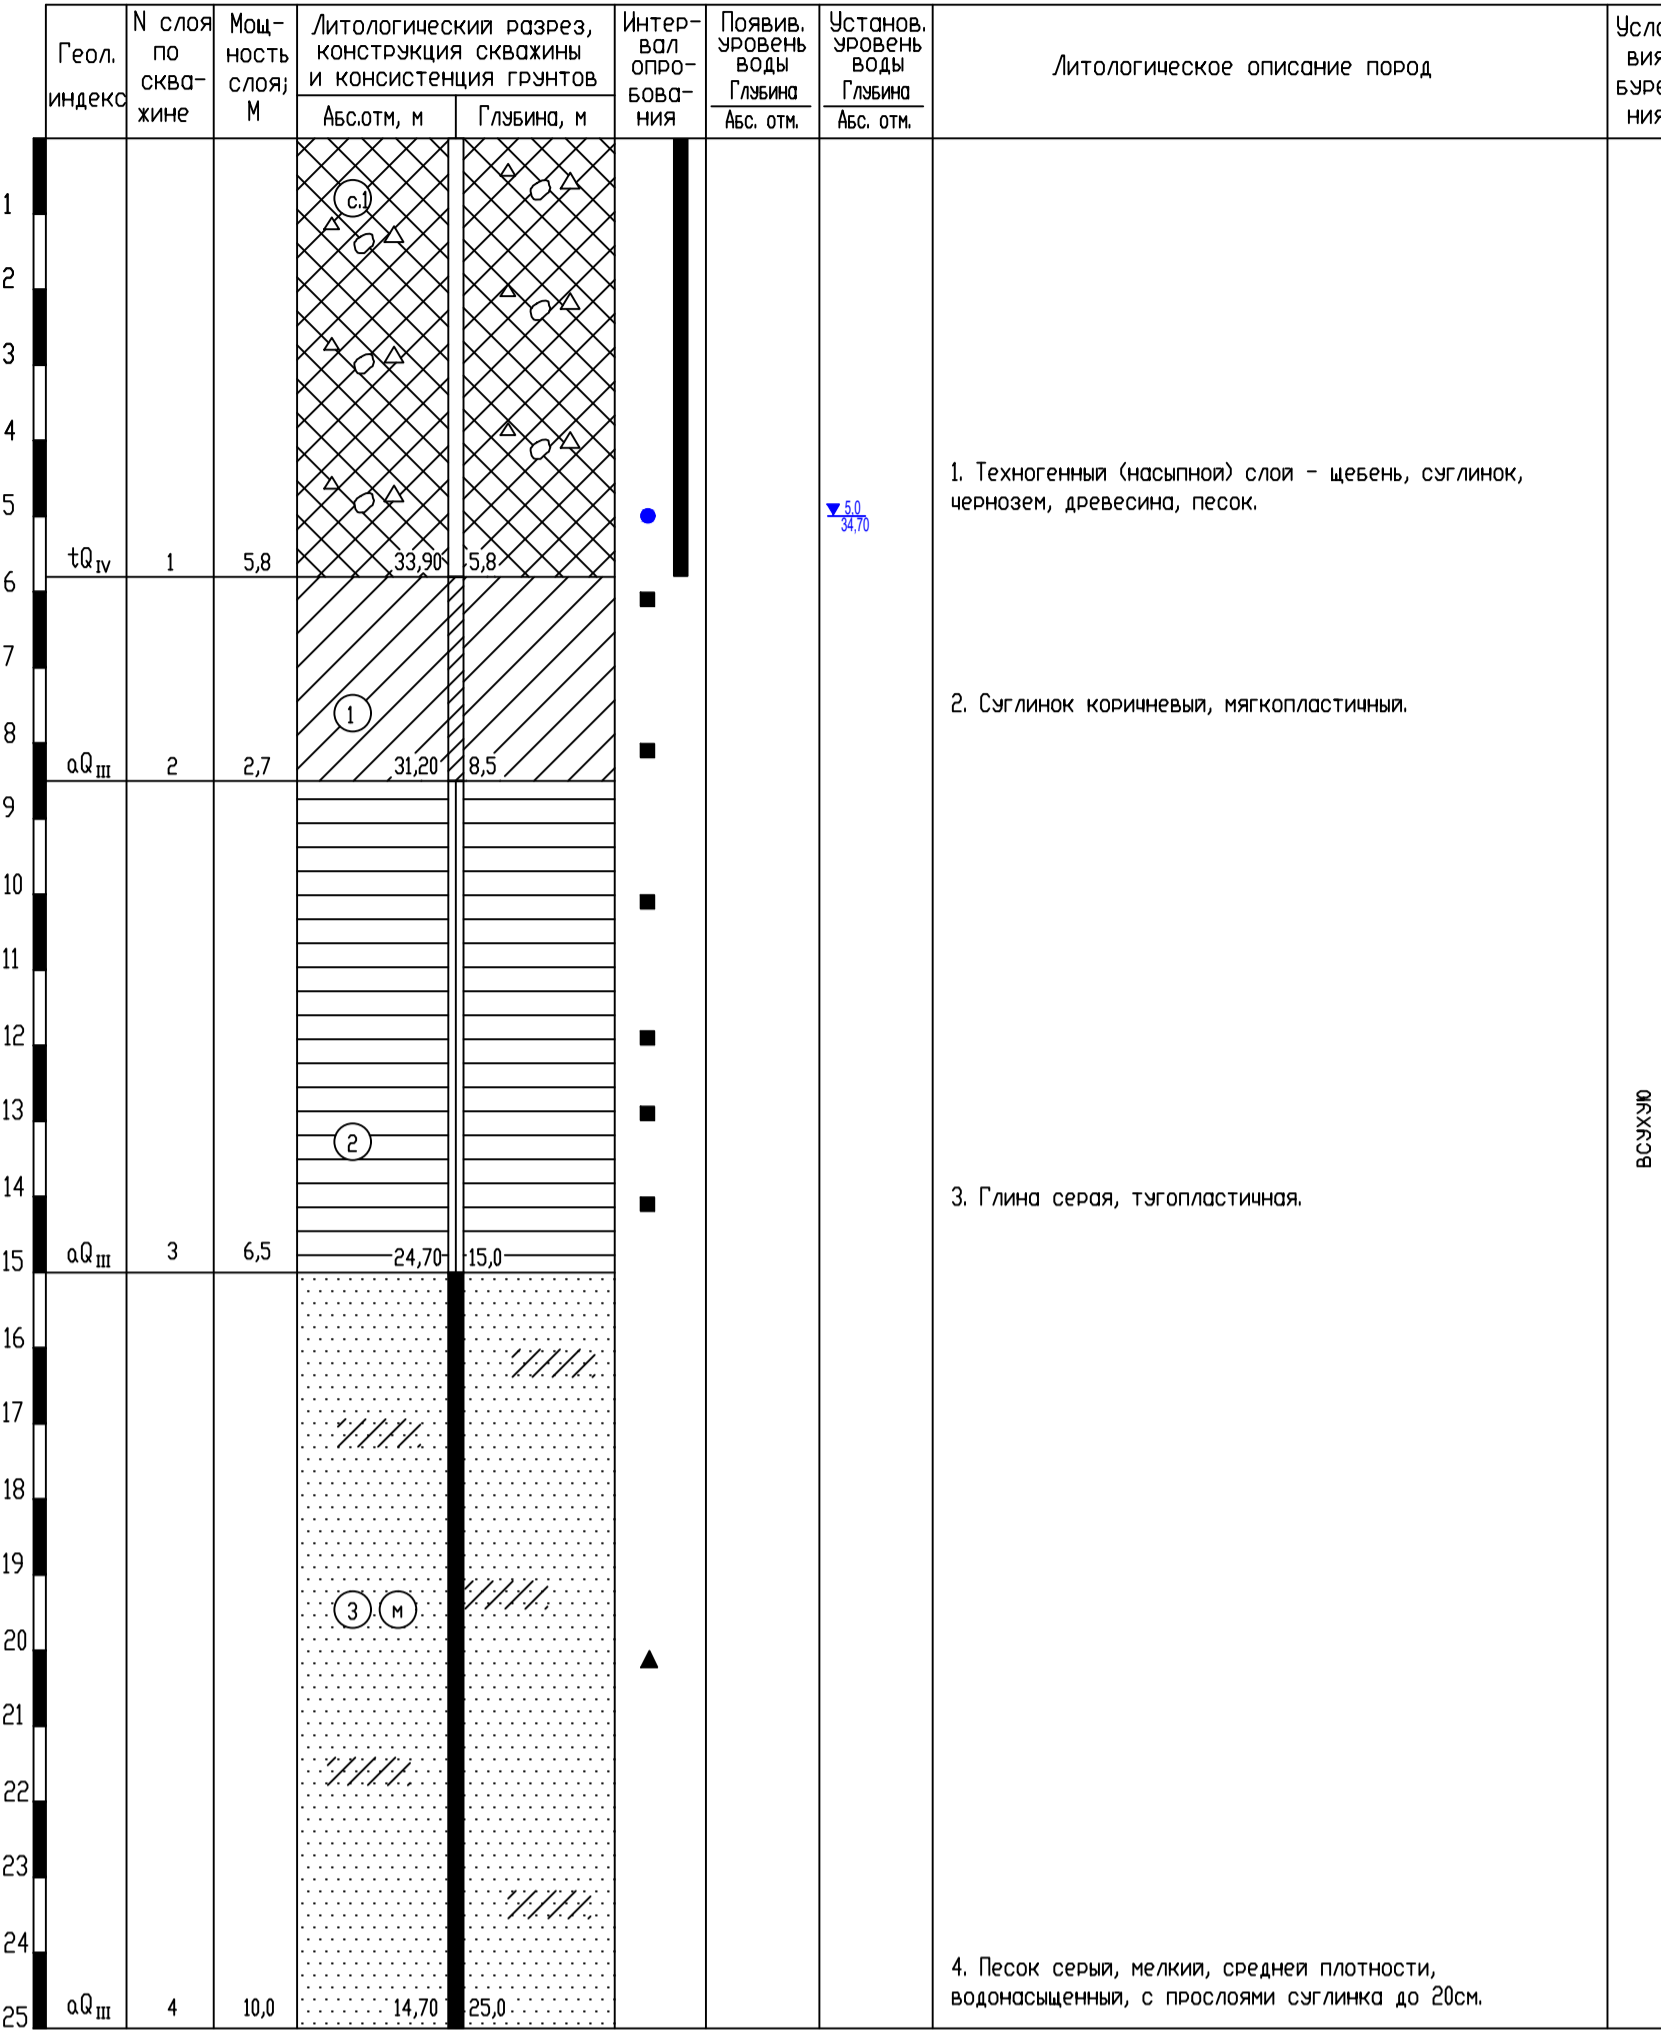 Геол.
индекс
N слоя
по
сква-
жине
Мощ-
ность
слоя;
М
Литологический разрез,
конструкция скважины
и консистенция грунтов
Абс.отм, м
Глубина, м
Интер-
вал
опро-
бова-
ния
Появив.
уровень
воды
Глубина
Абс. отм.
Установ.
уровень
воды
Глубина
Абс. отм.
Литологическое описание пород
Усло
вия
буре
ния
1
2
3
4
5
6
7
8
9
10
11
12
13
14
15
16
17
18
19
20
21
22
23
24
25
с.1
5.0
34,70
1. Техногенный (насыпной) слой - щебень, суглинок,
чернозем, древесина, песок.
tQIV 1 5,8 33,90 5,8
1
2. Суглинок коричневый, мягкопластичный.
aQIII 2 2,7 31,20 8,5
2
3. Глина серая, тугопластичная.
aQIII 3 6,5 24,70 15,0
3 м
4. Песок серый, мелкий, средней плотности,
водонасыщенный, с прослоями суглинка до 20см.
aQIII 4 10,0 14,70 25,0
всухую